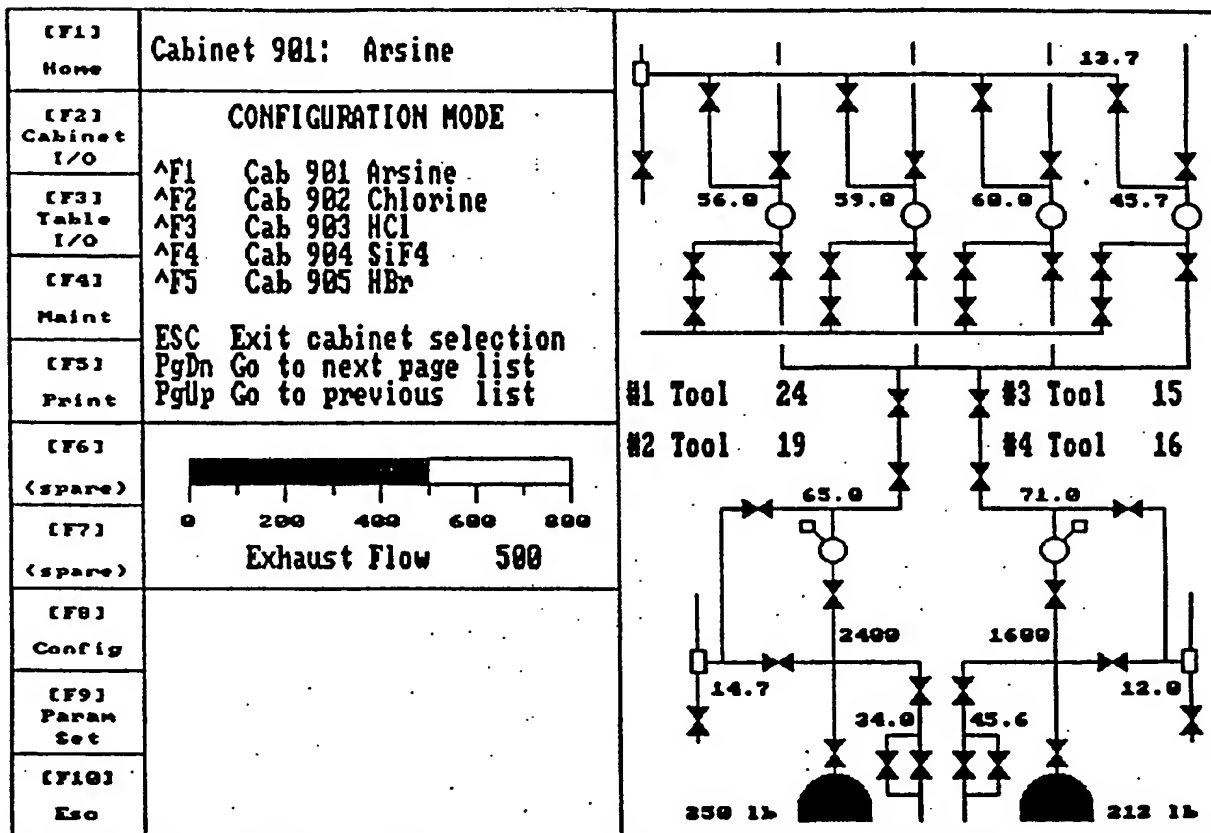 [F1]
Home
[F2]
Cabinet
I/O
[F3]
Table
I/O
[F4]
Maint
[F5]
Print
[F6]
(spare)
[F7]
(spare)
[F8]
Config
[F9]
Param
Set
[F10]
Esc
Cabinet 901: Arsine
CONFIGURATION MODE
^F1 Cab 901 Arsine
^F2 Cab 902 Chlorine
^F3 Cab 903 HCl
^F4 Cab 904 SiF4
^F5 Cab 905 HBr
ESC Exit cabinet selection
PgDn Go to next page list
PgUp Go to previous list
0 200 400 600 800
Exhaust Flow 500
13.7
56.0 59.0 60.0 45.7
#1 Tool 24 #3 Tool 15
#2 Tool 19 #4 Tool 16
65.0 71.0
2400 1600
14.7 12.0
24.0 45.6
250 lb 212 lb